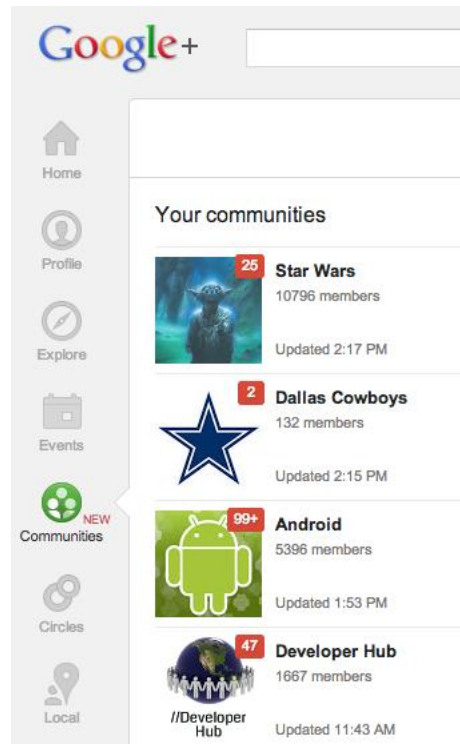 Google+
Home
Profile
Explore
Events
NEW
Communities
Circles
Local
Your communities
25
Star Wars
10796 members
Updated 2:17 PM
2
Dallas Cowboys
132 members
Updated 2:15 PM
99+
Android
5396 members
Updated 1:53 PM
47
Developer Hub
1667 members
//Developer
Hub
Updated 11:43 AM